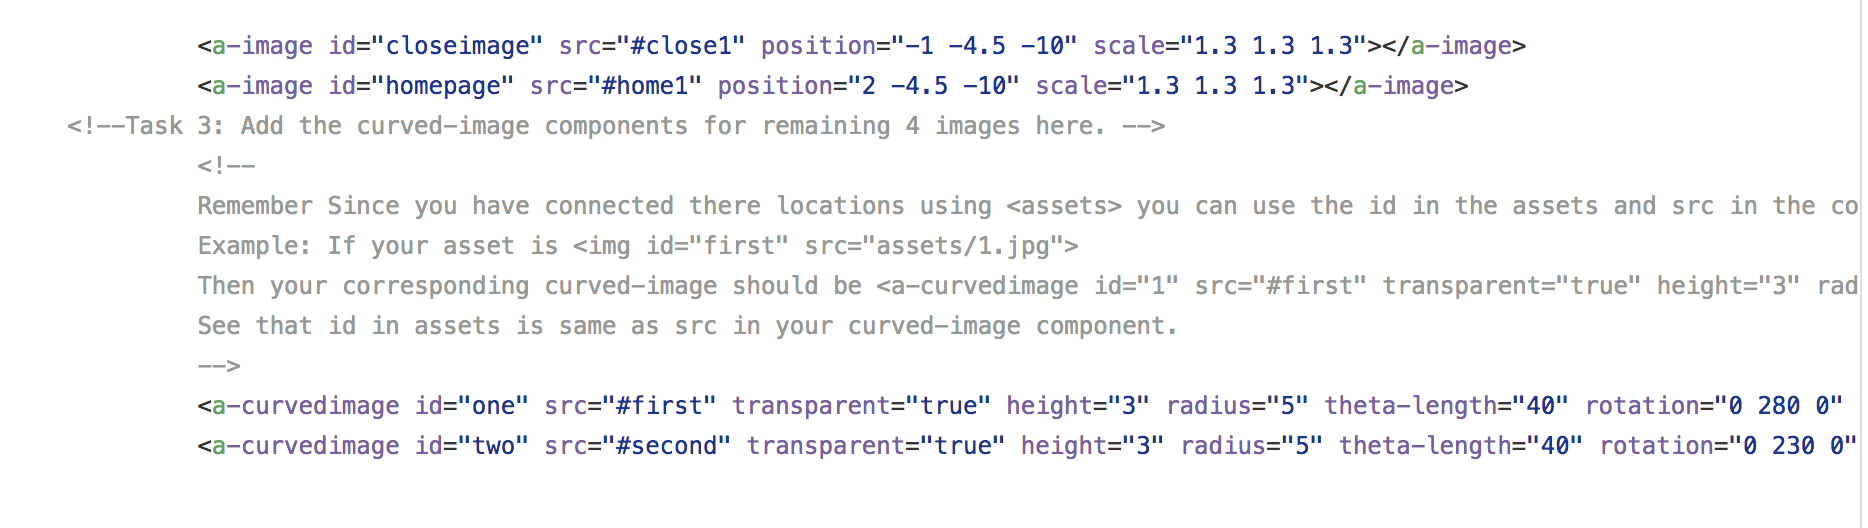 <a-image id="closeimage" src="#close1" position="-1 -4.5 -10" scale="1.3 1.3 1.3"></a-image>
<a-image id="homepage" src="#home1" position="2 -4.5 -10" scale="1.3 1.3 1.3"></a-image>
<!--Task 3: Add the curved-image components for remaining 4 images here. -->
<!--
Remember Since you have connected there locations using <assets> you can use the id in the assets and src in the co
Example: If your asset is <img id="first" src="assets/1.jpg">
Then your corresponding curved-image should be <a-curvedimage id="1" src="#first" transparent="true" height="3" rad
See that id in assets is same as src in your curved-image component.
-->
<a-curvedimage id="one" src="#first" transparent="true" height="3" radius="5" theta-length="40" rotation="0 280 0"
<a-curvedimage id="two" src="#second" transparent="true" height="3" radius="5" theta-length="40" rotation="0 230 0"